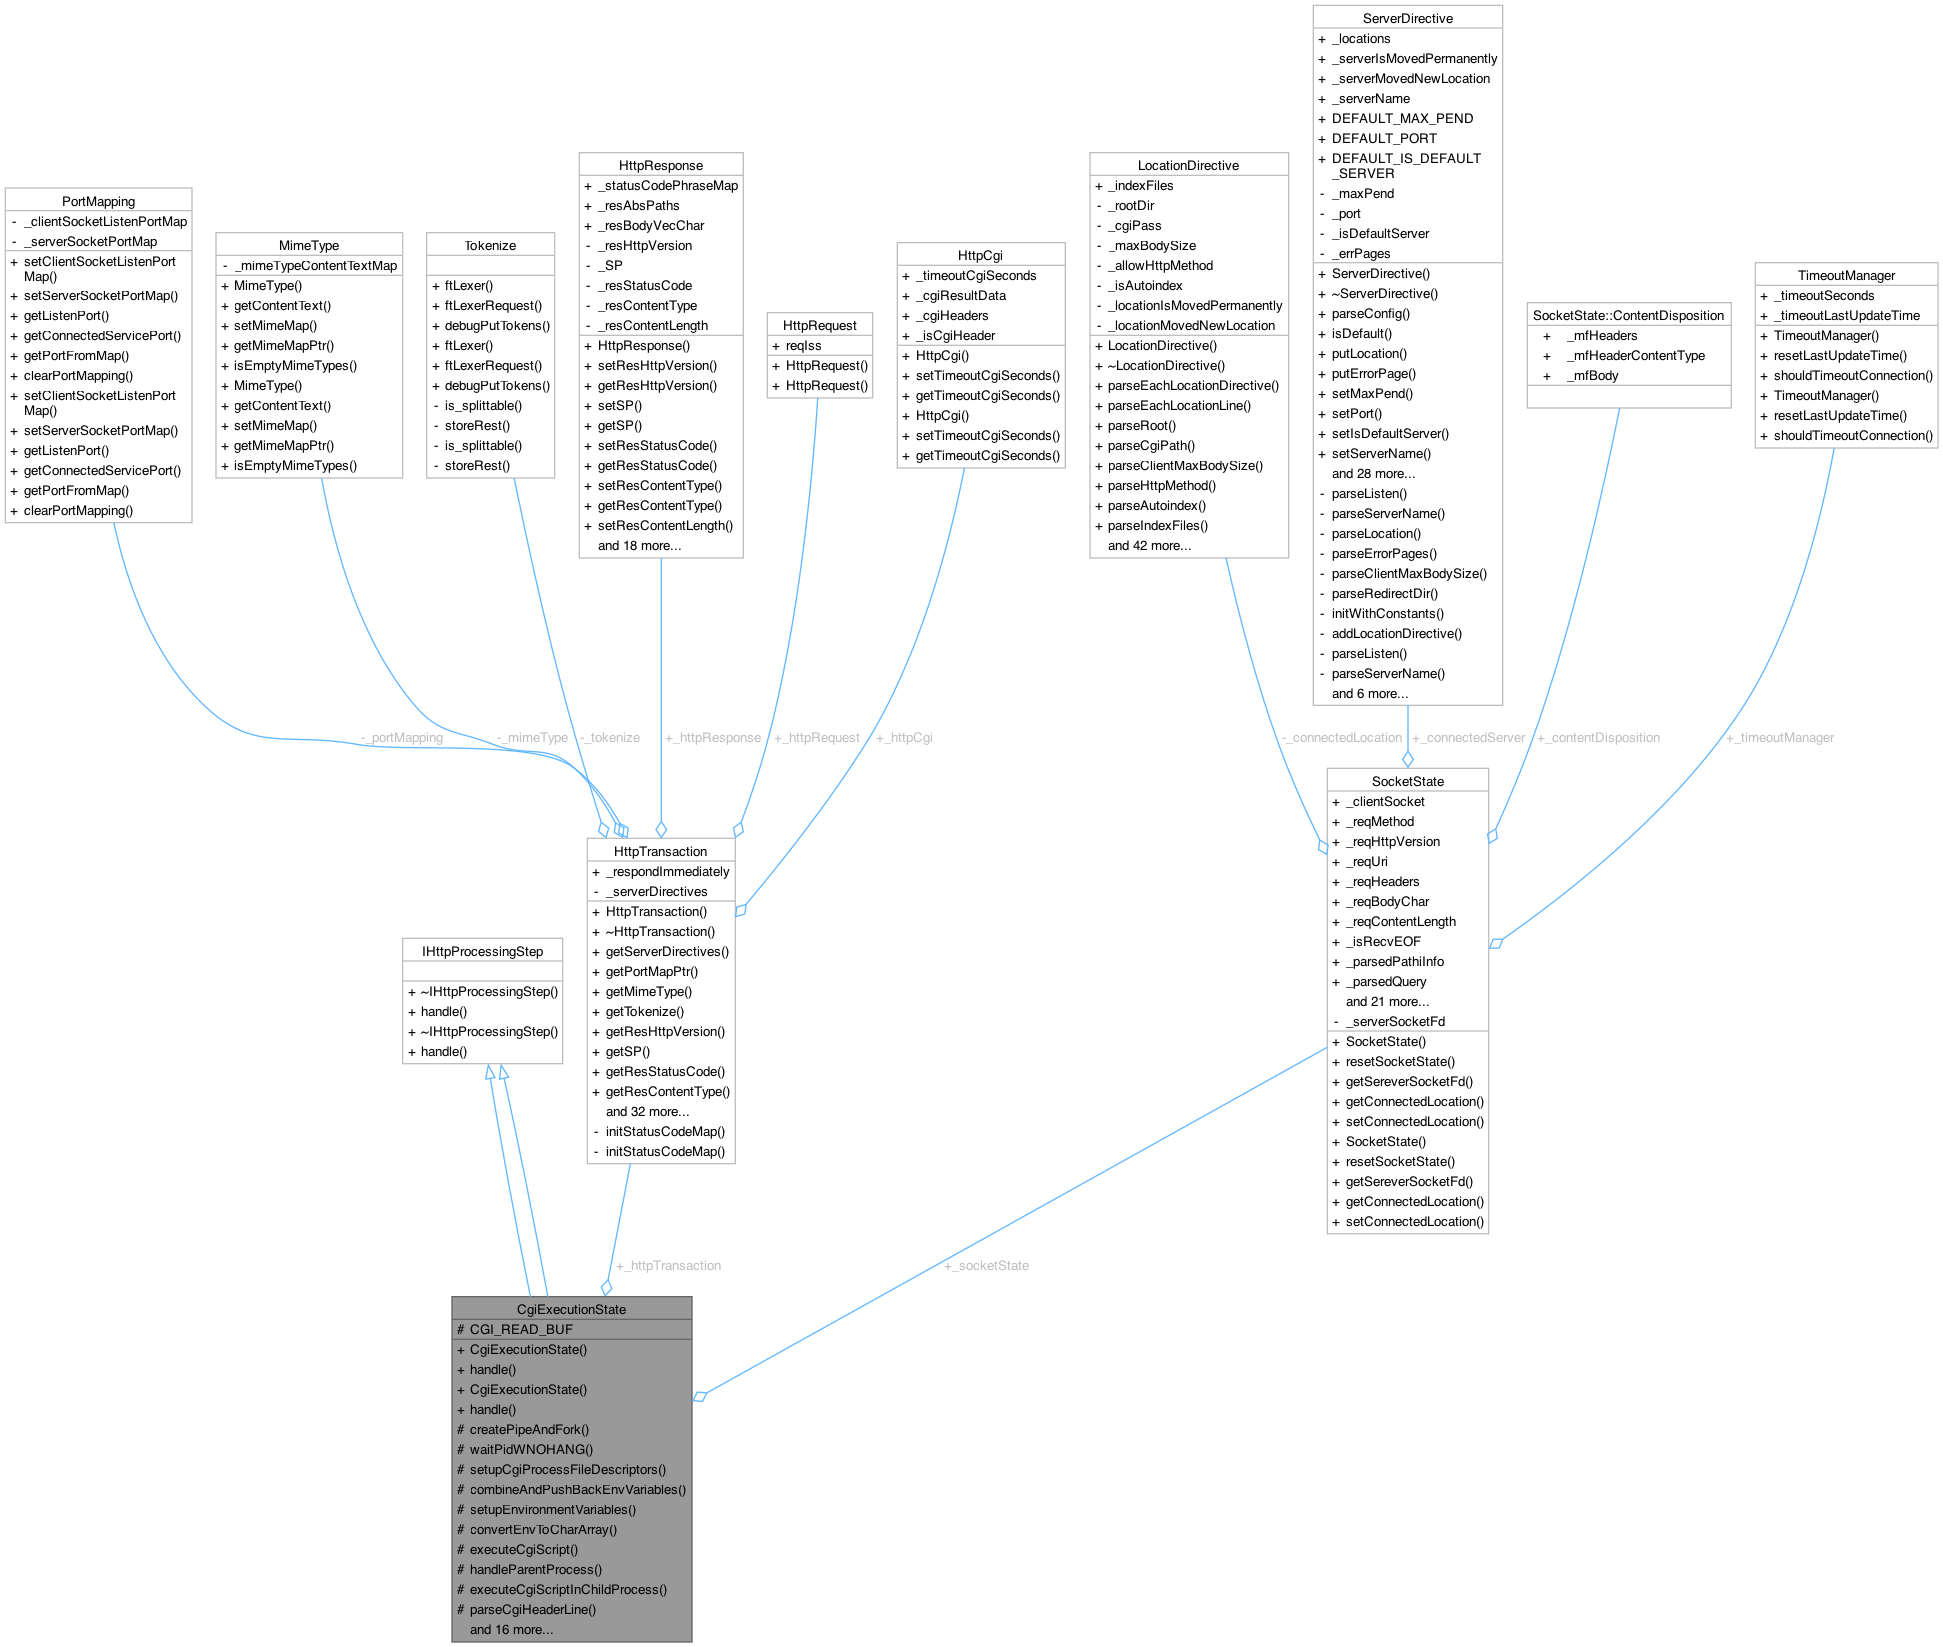 ServerDirective
+ _locations
+ _serverIsMovedPermanently
+ _serverMovedNewLocation
+ _serverName
+ DEFAULT_MAX_PEND
+ DEFAULT_PORT
+ DEFAULT_IS_DEFAULT
_SERVER
- _maxPend
- _port
- _isDefaultServer
- _errPages
+ ServerDirective()
+ ~ServerDirective()
+ parseConfig()
+ isDefault()
+ putLocation()
+ putErrorPage()
+ setMaxPend()
+ setPort()
+ setIsDefaultServer()
+ setServerName()
and 28 more...
- parseListen()
- parseServerName()
- parseLocation()
- parseErrorPages()
- parseClientMaxBodySize()
- parseRedirectDir()
- initWithConstants()
- addLocationDirective()
- parseListen()
- parseServerName()
and 6 more...
PortMapping
- _clientSocketListenPortMap
- _serverSocketPortMap
+ setClientSocketListenPort
Map()
+ setServerSocketPortMap()
+ getListenPort()
+ getConnectedServicePort()
+ getPortFromMap()
+ clearPortMapping()
+ setClientSocketListenPort
Map()
+ setServerSocketPortMap()
+ getListenPort()
+ getConnectedServicePort()
+ getPortFromMap()
+ clearPortMapping()
MimeType
- _mimeTypeContentTextMap
+ MimeType()
+ getContentText()
+ setMimeMap()
+ getMimeMapPtr()
+ isEmptyMimeTypes()
+ MimeType()
+ getContentText()
+ setMimeMap()
+ getMimeMapPtr()
+ isEmptyMimeTypes()
Tokenize
+ ftLexer()
+ ftLexerRequest()
+ debugPutTokens()
+ ftLexer()
+ ftLexerRequest()
+ debugPutTokens()
- is_splittable()
- storeRest()
- is_splittable()
- storeRest()
HttpResponse
+ _statusCodePhraseMap
+ _resAbsPaths
+ _resBodyVecChar
- _resHttpVersion
- _SP
- _resStatusCode
- _resContentType
- _resContentLength
+ HttpResponse()
+ setResHttpVersion()
+ getResHttpVersion()
+ setSP()
+ getSP()
+ setResStatusCode()
+ getResStatusCode()
+ setResContentType()
+ getResContentType()
+ setResContentLength()
and 18 more...
HttpRequest
+ reqIss
+ HttpRequest()
+ HttpRequest()
HttpCgi
+ _timeoutCgiSeconds
+ _cgiResultData
+ _cgiHeaders
+ _isCgiHeader
+ HttpCgi()
+ setTimeoutCgiSeconds()
+ getTimeoutCgiSeconds()
+ HttpCgi()
+ setTimeoutCgiSeconds()
+ getTimeoutCgiSeconds()
LocationDirective
+ _indexFiles
- _rootDir
- _cgiPass
- _maxBodySize
- _allowHttpMethod
- _isAutoindex
- _locationIsMovedPermanently
- _locationMovedNewLocation
+ LocationDirective()
+ ~LocationDirective()
+ parseEachLocationDirective()
+ parseEachLocationLine()
+ parseRoot()
+ parseCgiPath()
+ parseClientMaxBodySize()
+ parseHttpMethod()
+ parseAutoindex()
+ parseIndexFiles()
and 42 more...
SocketState::ContentDisposition
+ _mfHeaders
+ _mfHeaderContentType
+ _mfBody
TimeoutManager
+ _timeoutSeconds
+ _timeoutLastUpdateTime
+ TimeoutManager()
+ resetLastUpdateTime()
+ shouldTimeoutConnection()
+ TimeoutManager()
+ resetLastUpdateTime()
+ shouldTimeoutConnection()
-_portMapping
-_mimeType
-_tokenize
+_httpResponse
+_httpRequest
+_httpCgi
-_connectedLocation
+_connectedServer
+_contentDisposition
+_timeoutManager
HttpTransaction
+ _respondImmediately
- _serverDirectives
+ HttpTransaction()
+ ~HttpTransaction()
+ getServerDirectives()
+ getPortMapPtr()
+ getMimeType()
+ getTokenize()
+ getResHttpVersion()
+ getSP()
+ getResStatusCode()
+ getResContentType()
and 32 more...
- initStatusCodeMap()
- initStatusCodeMap()
SocketState
+ _clientSocket
+ _reqMethod
+ _reqHttpVersion
+ _reqUri
+ _reqHeaders
+ _reqBodyChar
+ _reqContentLength
+ _isRecvEOF
+ _parsedPathiInfo
+ _parsedQuery
and 21 more...
- _serverSocketFd
+ SocketState()
+ resetSocketState()
+ getSereverSocketFd()
+ getConnectedLocation()
+ setConnectedLocation()
+ SocketState()
+ resetSocketState()
+ getSereverSocketFd()
+ getConnectedLocation()
+ setConnectedLocation()
IHttpProcessingStep
+ ~IHttpProcessingStep()
+ handle()
+ ~IHttpProcessingStep()
+ handle()
+_httpTransaction
+_socketState
CgiExecutionState
# CGI_READ_BUF
+ CgiExecutionState()
+ handle()
+ CgiExecutionState()
+ handle()
# createPipeAndFork()
# waitPidWNOHANG()
# setupCgiProcessFileDescriptors()
# combineAndPushBackEnvVariables()
# setupEnvironmentVariables()
# convertEnvToCharArray()
# executeCgiScript()
# handleParentProcess()
# executeCgiScriptInChildProcess()
# parseCgiHeaderLine()
and 16 more...